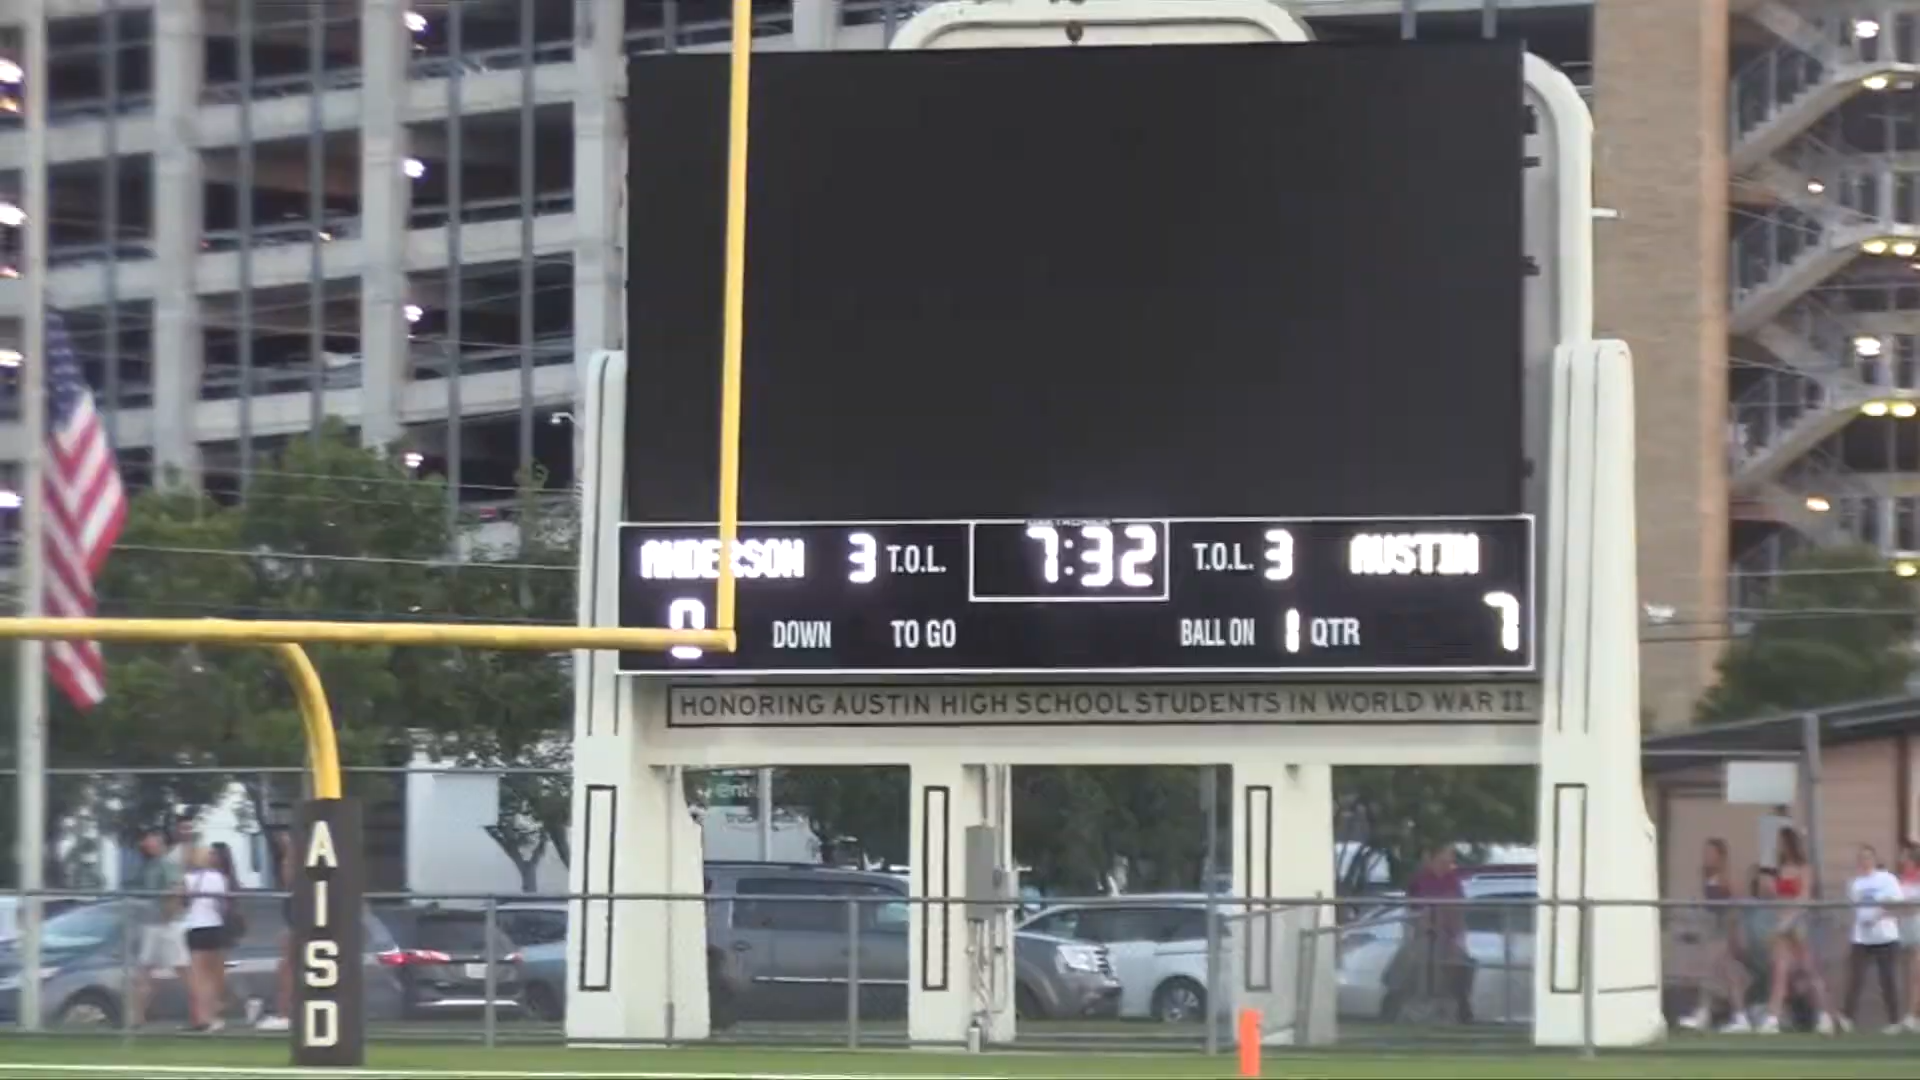 ANDERSON 3 T.O.L. 7:32 T.O.L. 3 AUSTIN
0 DOWN TO GO BALL ON 1 QTR 7
HONORING AUSTIN HIGH SCHOOL STUDENTS IN WORLD WAR II
AISD